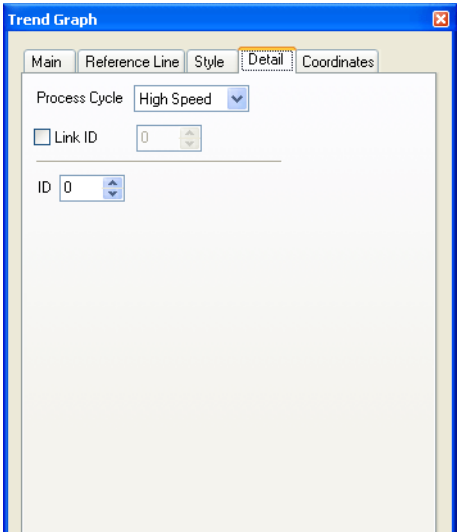 Trend Graph
Main Reference Line Style Detail Coordinates
Process Cycle High Speed
Link ID 0
ID 0